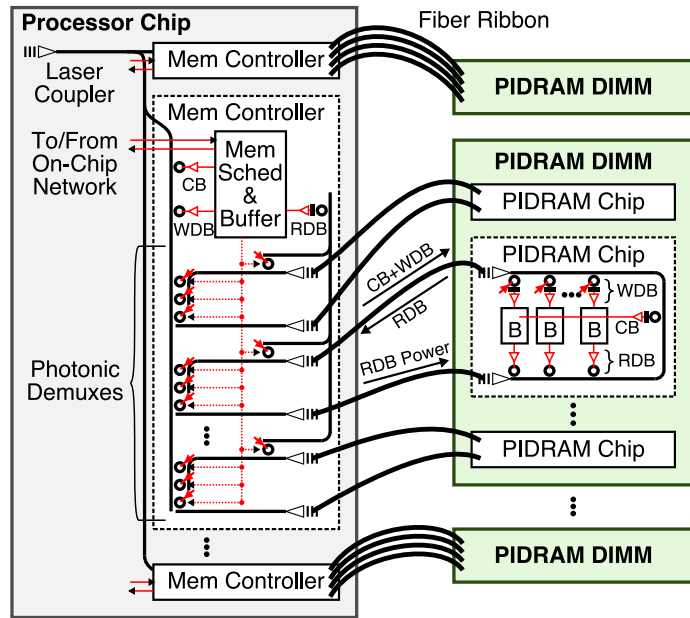 Processor Chip
Fiber Ribbon
Mem Controller
Laser
Coupler
PIDRAM DIMM
Mem Controller
To/From
On-Chip
Network
Mem
Sched
&
Buffer
CB
WDB
RDB
PIDRAM DIMM
PIDRAM Chip
CB+WDB
RDB
RDB Power
PIDRAM Chip
WDB
B
B
B
CB
RDB
Photonic
Demuxes
PIDRAM Chip
Mem Controller
PIDRAM DIMM